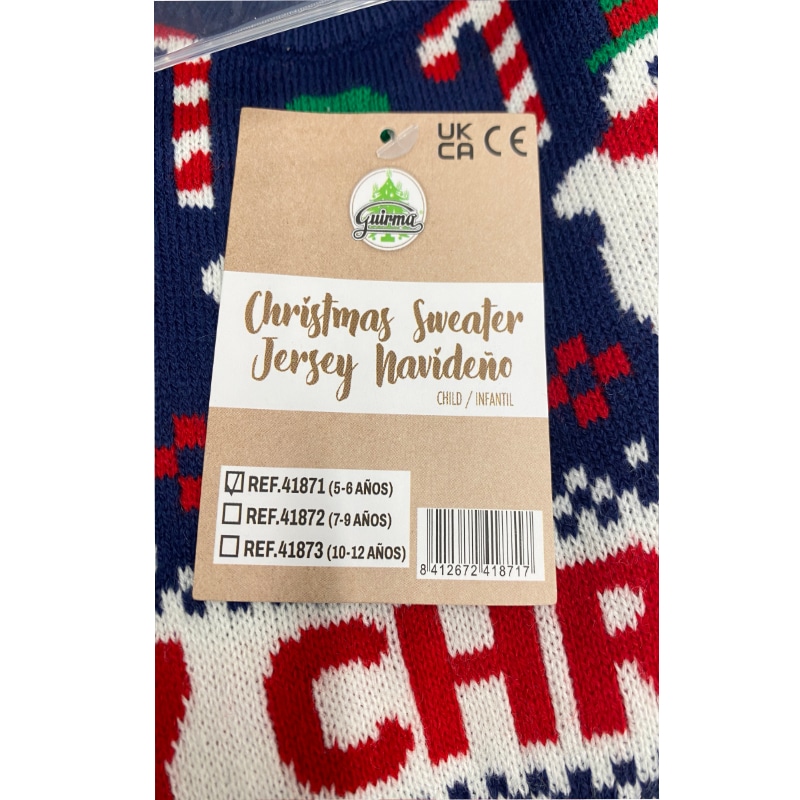 UK
CA CE
Guirma
Christmas Sweater
Jersey Navideño
CHILD / INFANTIL
REF.41871 (5-6 AÑOS)
REF.41872 (7-9 AÑOS)
REF.41873 (10-12 AÑOS)
8 412672 418717
CHR